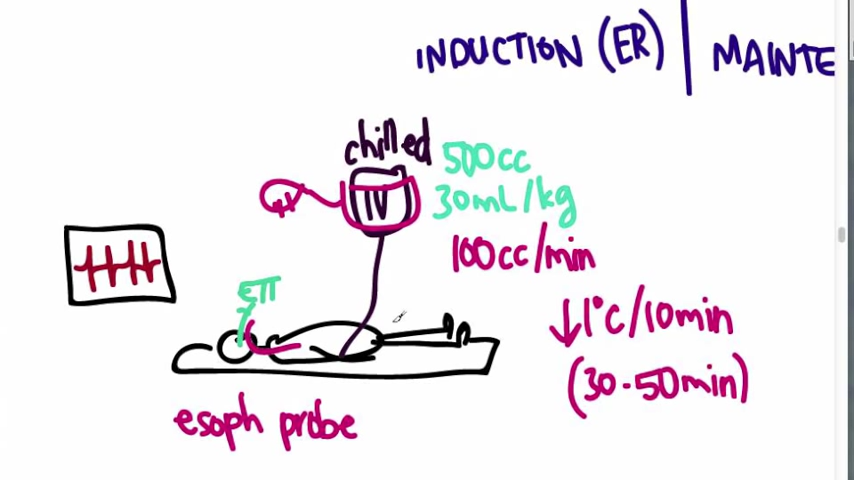 INDUCTION (ER) | MAINTE
chilled
500cc
30mL/kg
IV
100cc/min
ETT
↓1°C/10min
(30-50min)
esoph probe